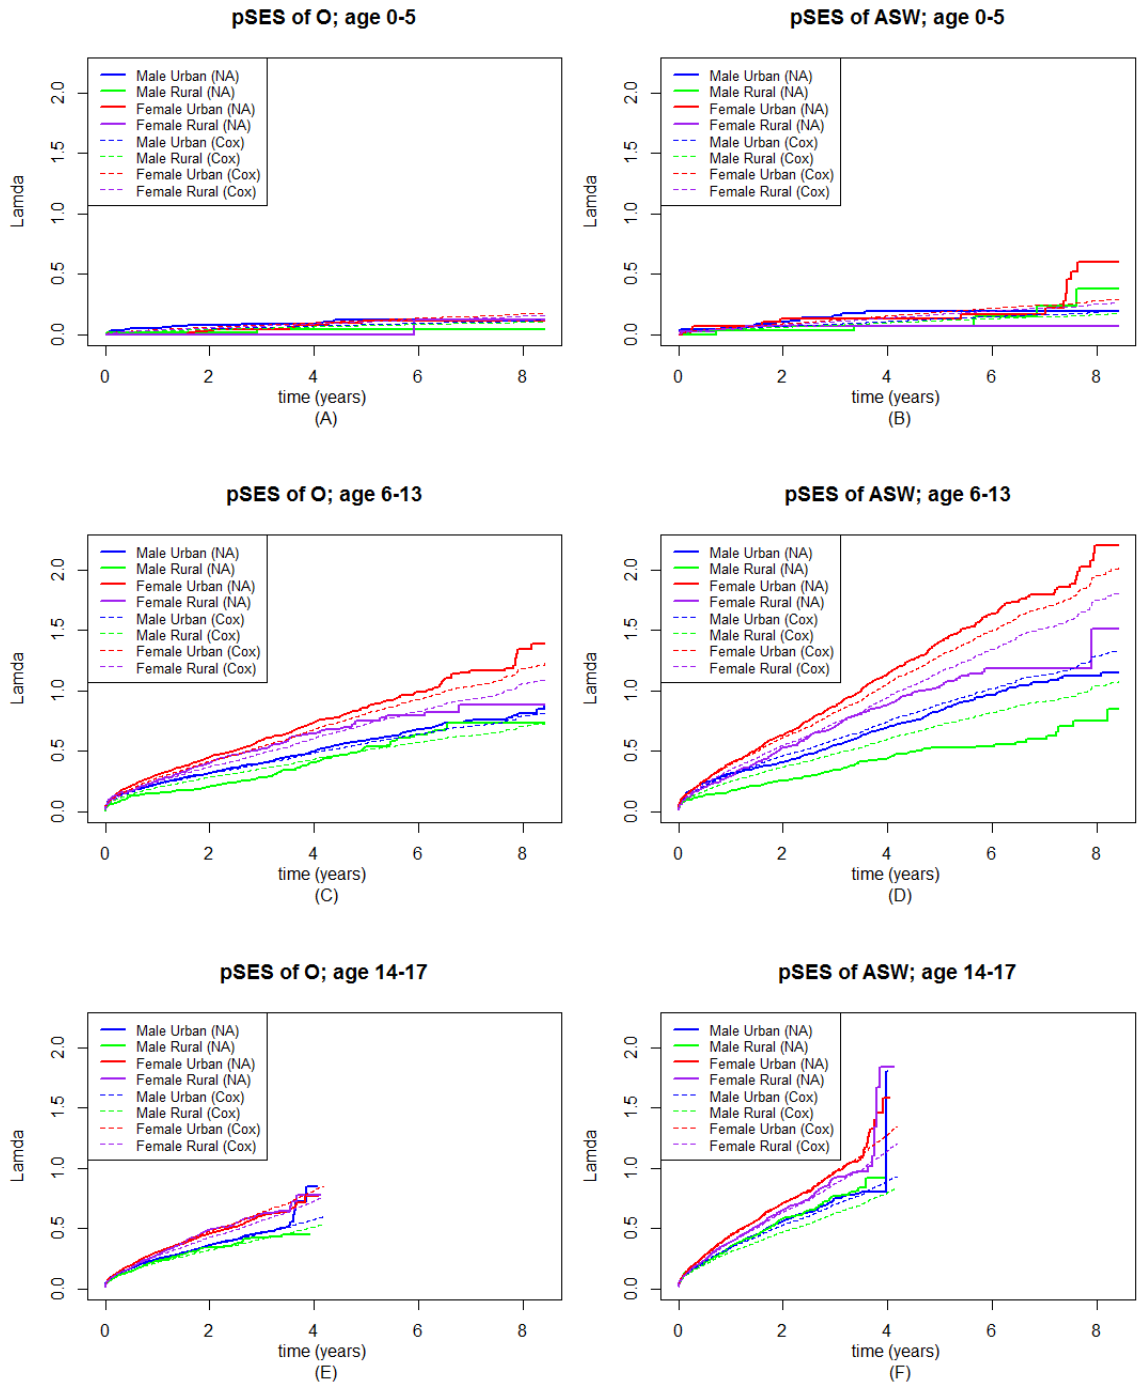 pSES of O; age 0-5
Male Urban (NA)
Male Rural (NA)
Female Urban (NA)
Female Rural (NA)
Male Urban (Cox)
Male Rural (Cox)
Female Urban (Cox)
Female Rural (Cox)
Lamda
0.0 0.5 1.0 1.5 2.0
0 2 4 6 8
time (years)
(A)
pSES of ASW; age 0-5
Male Urban (NA)
Male Rural (NA)
Female Urban (NA)
Female Rural (NA)
Male Urban (Cox)
Male Rural (Cox)
Female Urban (Cox)
Female Rural (Cox)
Lamda
0.0 0.5 1.0 1.5 2.0
0 2 4 6 8
time (years)
(B)
pSES of O; age 6-13
Male Urban (NA)
Male Rural (NA)
Female Urban (NA)
Female Rural (NA)
Male Urban (Cox)
Male Rural (Cox)
Female Urban (Cox)
Female Rural (Cox)
Lamda
0.0 0.5 1.0 1.5 2.0
0 2 4 6 8
time (years)
(C)
pSES of ASW; age 6-13
Male Urban (NA)
Male Rural (NA)
Female Urban (NA)
Female Rural (NA)
Male Urban (Cox)
Male Rural (Cox)
Female Urban (Cox)
Female Rural (Cox)
Lamda
0.0 0.5 1.0 1.5 2.0
0 2 4 6 8
time (years)
(D)
pSES of O; age 14-17
Male Urban (NA)
Male Rural (NA)
Female Urban (NA)
Female Rural (NA)
Male Urban (Cox)
Male Rural (Cox)
Female Urban (Cox)
Female Rural (Cox)
Lamda
0.0 0.5 1.0 1.5 2.0
0 2 4 6 8
time (years)
(E)
pSES of ASW; age 14-17
Male Urban (NA)
Male Rural (NA)
Female Urban (NA)
Female Rural (NA)
Male Urban (Cox)
Male Rural (Cox)
Female Urban (Cox)
Female Rural (Cox)
Lamda
0.0 0.5 1.0 1.5 2.0
0 2 4 6 8
time (years)
(F)